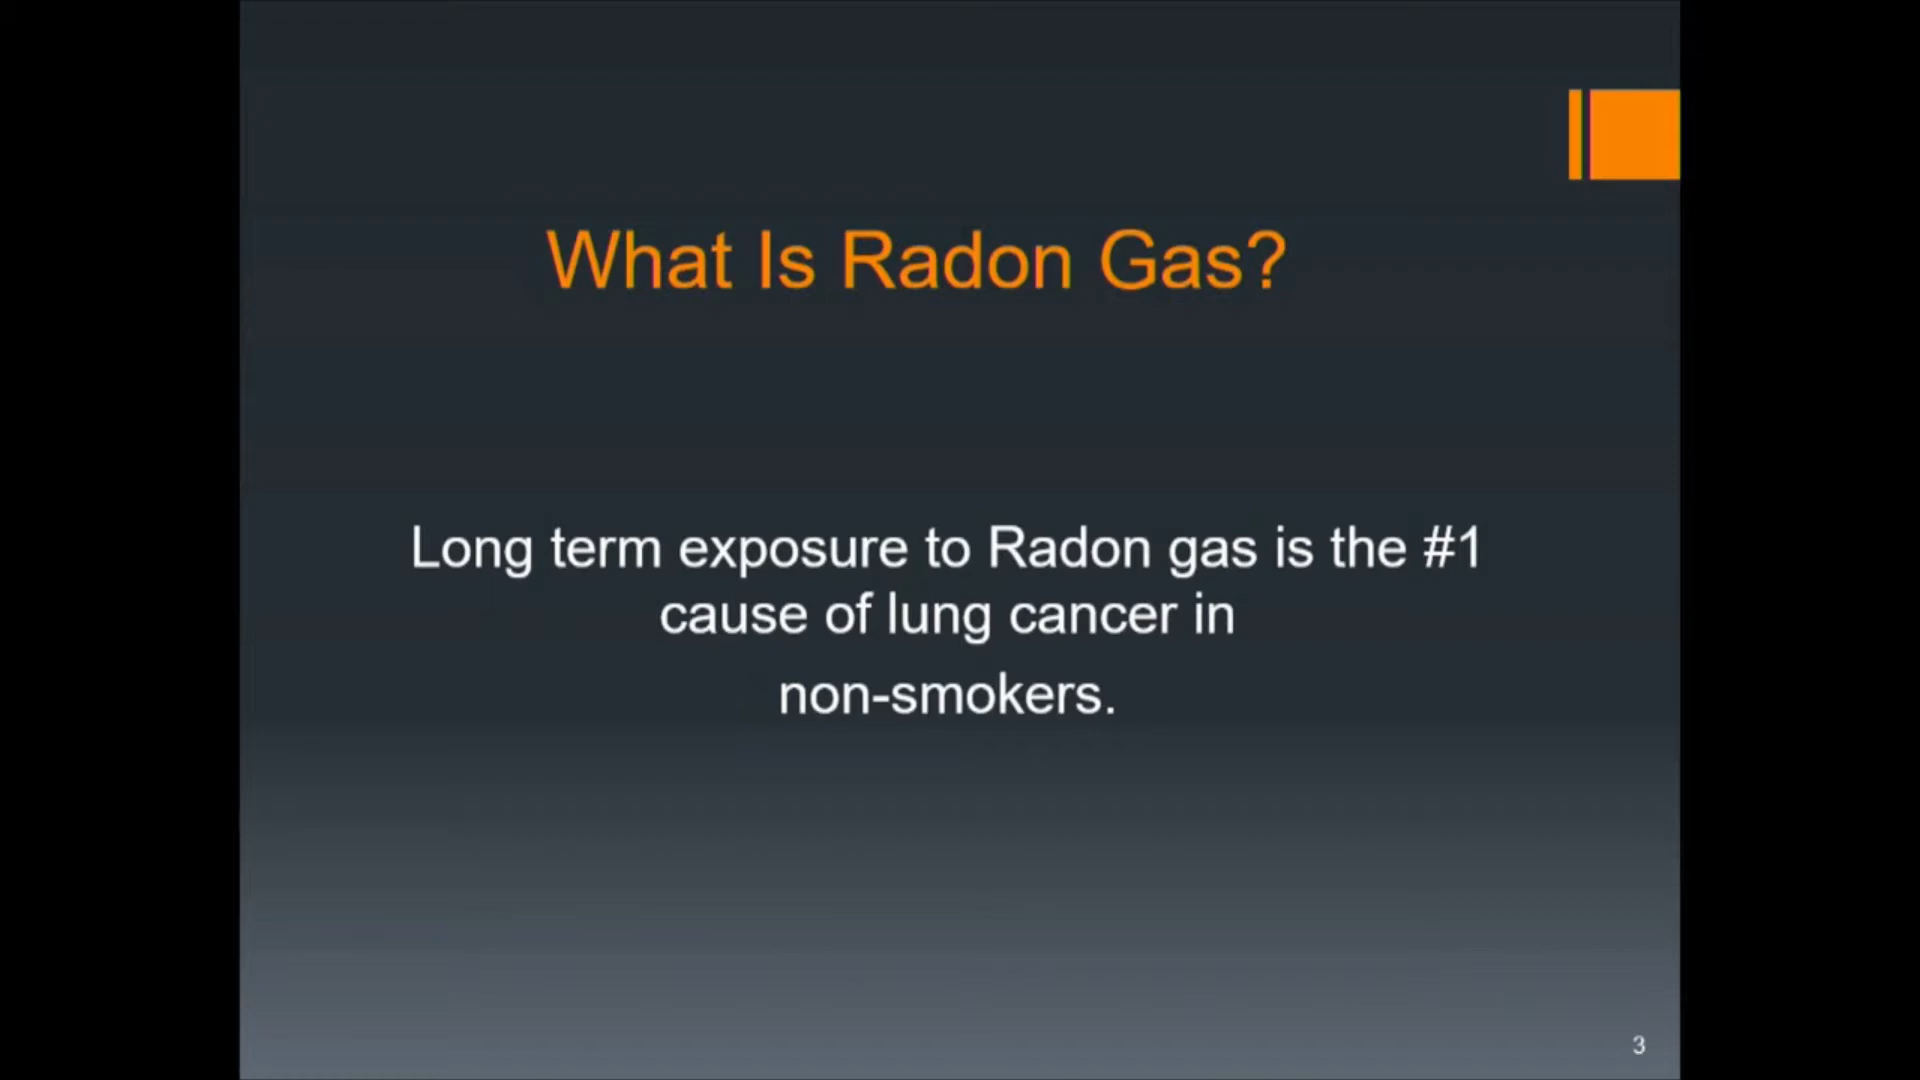 What Is Radon Gas?
Long term exposure to Radon gas is the #1
cause of lung cancer in
non-smokers.
3